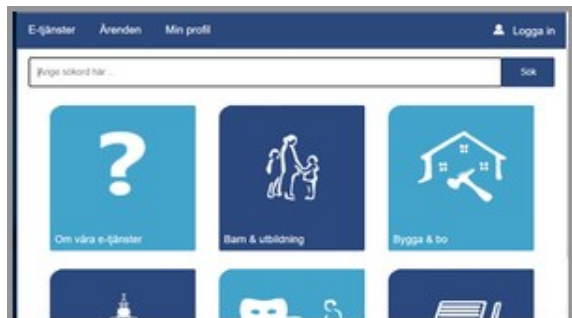 E-tjänster Ärenden Min profil Logga in
Ange sökord här ...
Sök
Om våra e-tjänster
Barn & utbildning
Bygga & bo